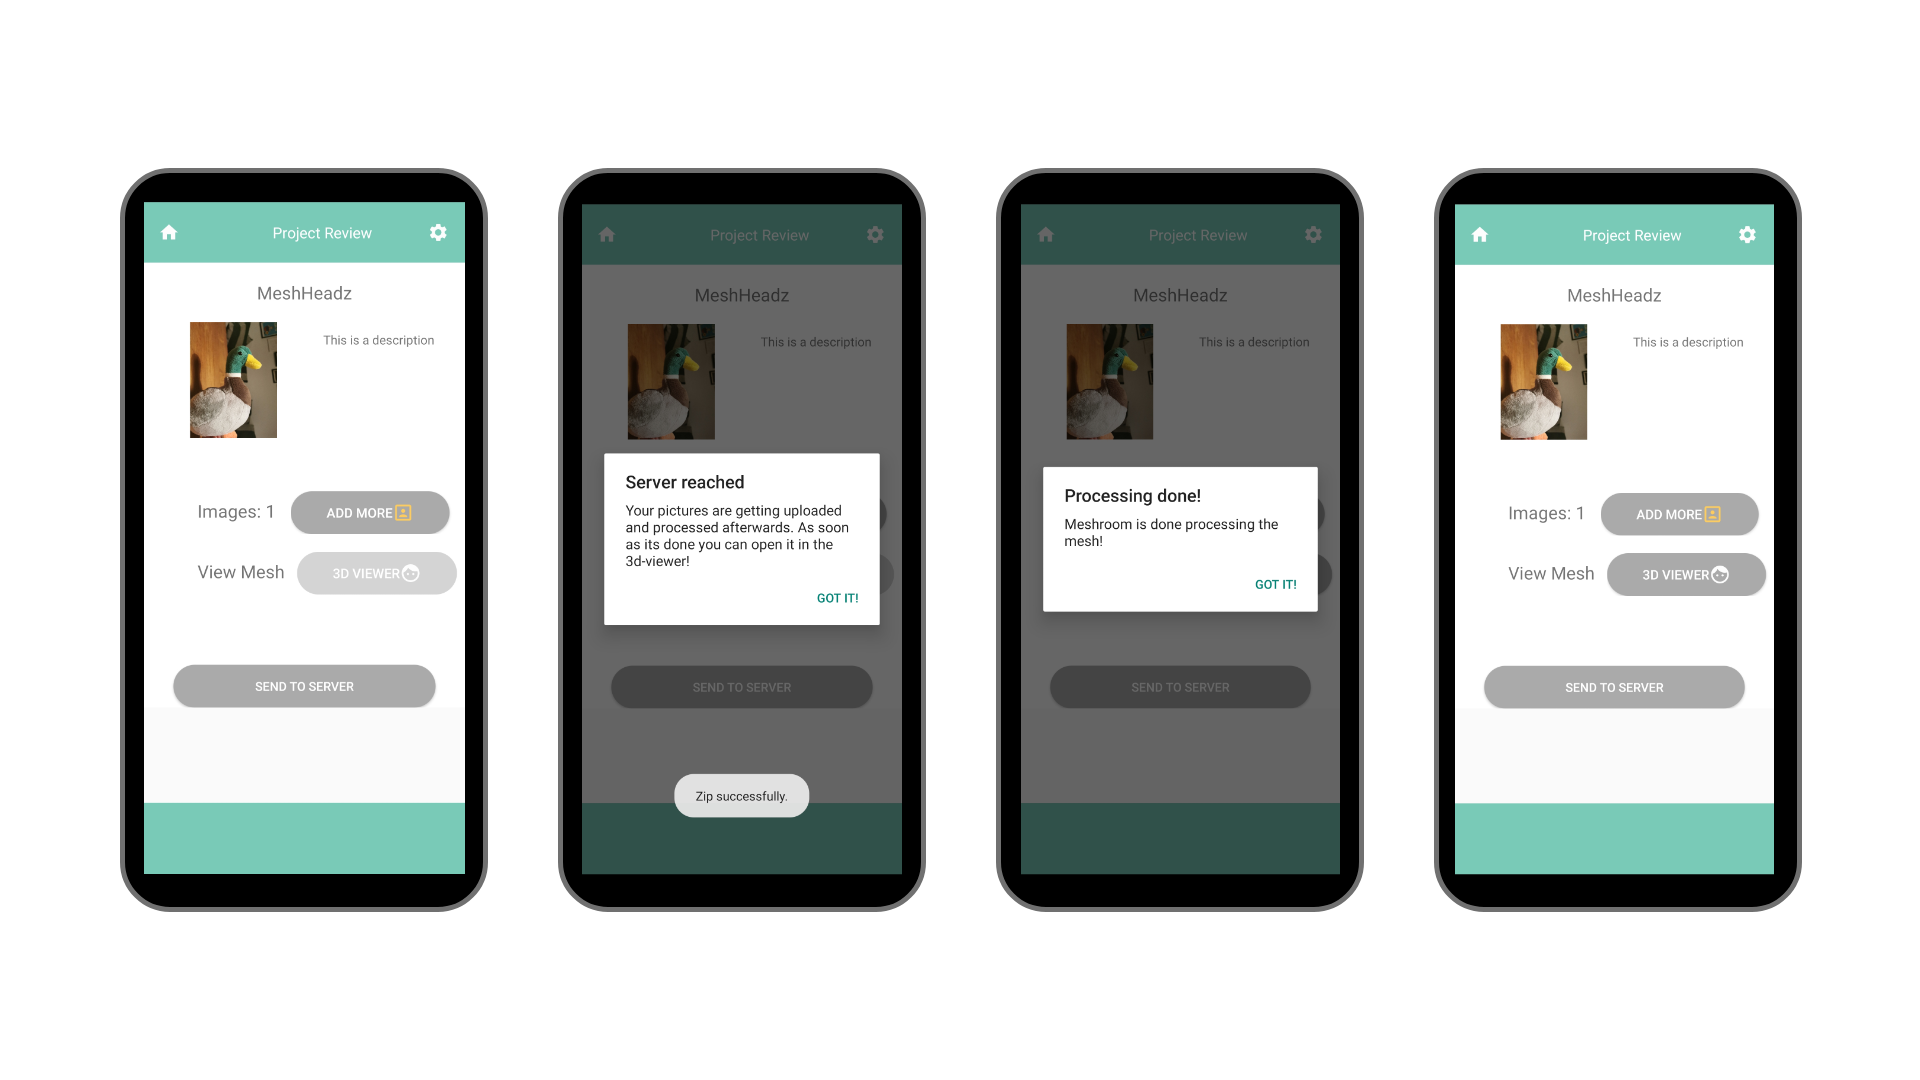 Project Review
MeshHeadz
This is a description
Images: 1
ADD MORE
View Mesh
3D VIEWER
SEND TO SERVER
Project Review
MeshHeadz
This is a description
Server reached
Your pictures are getting uploaded
and processed afterwards. As soon
as its done you can open it in the
3d-viewer!
GOT IT!
SEND TO SERVER
Zip successfully.
Project Review
MeshHeadz
This is a description
Processing done!
Meshroom is done processing the
mesh!
GOT IT!
SEND TO SERVER
Project Review
MeshHeadz
This is a description
Images: 1
ADD MORE
View Mesh
3D VIEWER
SEND TO SERVER